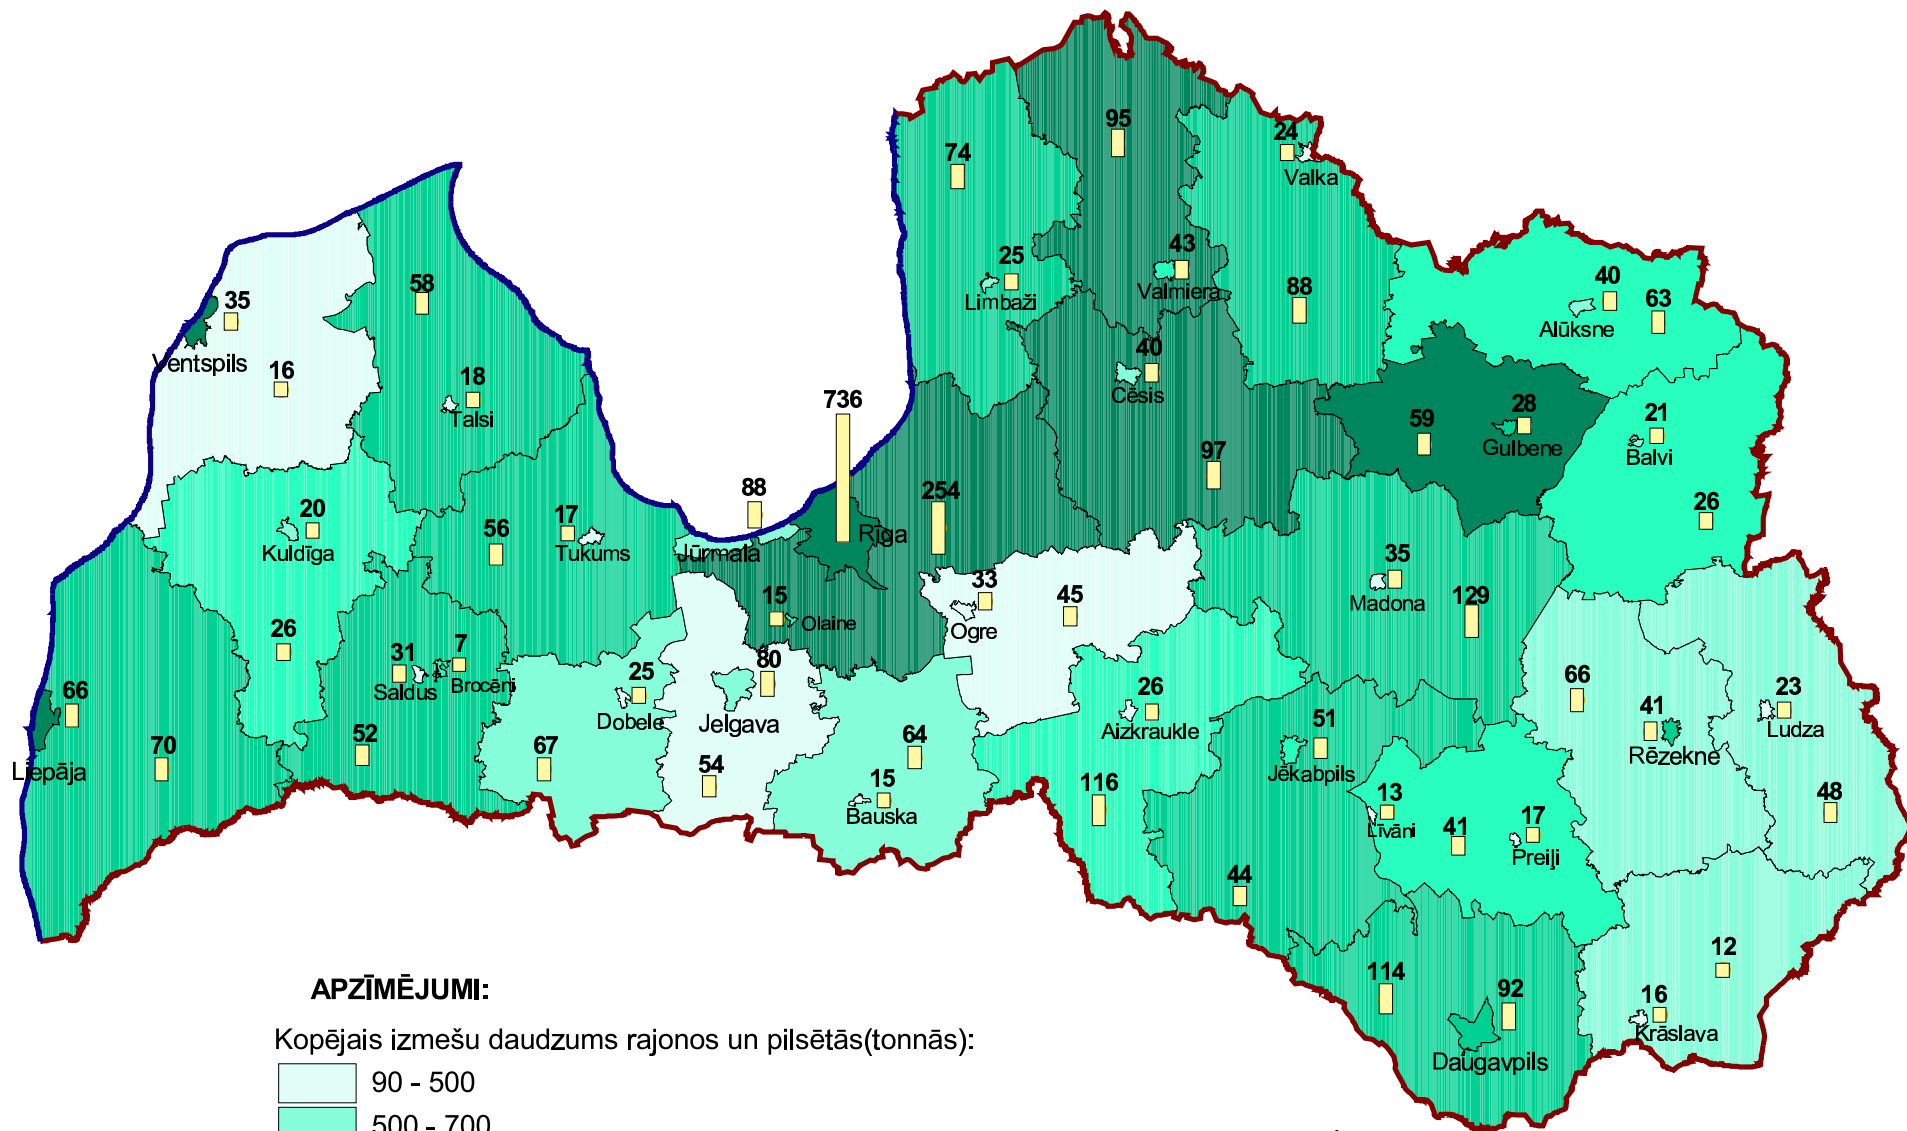 95
24
74
Valka
43
25
Valmiera
Limbaži
88
58
35
40
63
Alūksne
Ventspils
16
40
Cēsis
18
Talsi
736
59
28
Gulbene
21
Balvi
97
88
254
26
20
Kuldīga
56
17
Tukums
Jūrmala
Rīga
33
45
Ogre
35
Madona
129
15
Olaine
26
31
7
Saldus
Brocēni
25
Dobele
80
Jelgava
26
Aizkraukle
66
41
Rēzekne
23
Ludza
66
Liepāja
70
52
67
54
64
15
Bauska
51
Jēkabpils
116
13
Līvāni
41
17
Preiļi
48
44
12
114
92
Daugavpils
16
Krāslava
APZĪMĒJUMI:
Kopējais izmešu daudzums rajonos un pilsētās(tonnās):
90 - 500
500 - 700